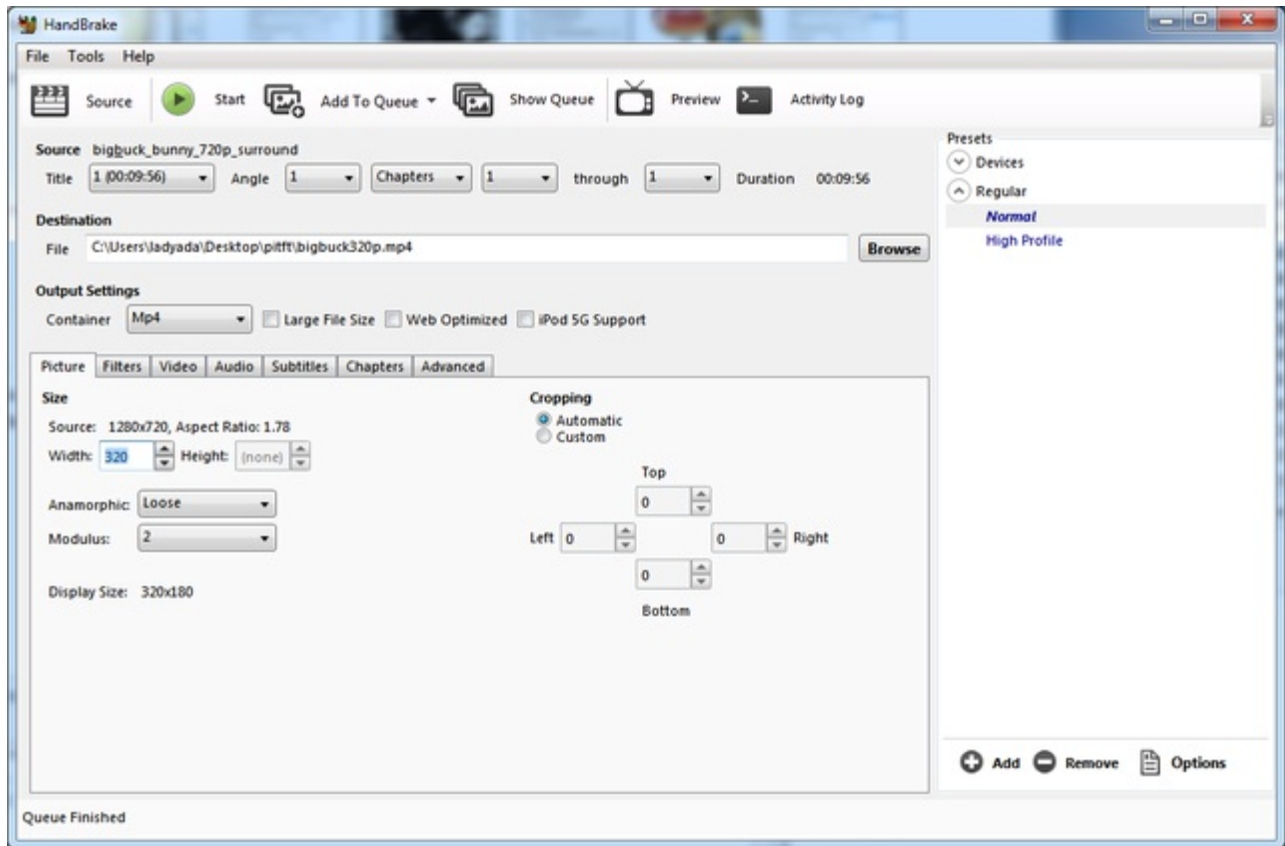 HandBrake
File Tools Help
Source Start Add To Queue Show Queue Preview Activity Log
Source bigbuck_bunny_720p_surround
Title 1 (00:09:56) Angle 1 Chapters 1 through 1 Duration 00:09:56
Destination
File C:\Users\ladyada\Desktop\pitft\bigbuck320p.mp4 Browse
Output Settings
Container Mp4 Large File Size Web Optimized iPod 5G Support
Picture Filters Video Audio Subtitles Chapters Advanced
Size
Source: 1280x720, Aspect Ratio: 1.78
Width: 320 Height: (none)
Anamorphic: Loose
Modulus: 2
Display Size: 320x180
Cropping
Automatic
Custom
Top
0
Left 0 0 Right
0
Bottom
Presets
Devices
Regular
Normal
High Profile
Add Remove Options
Queue Finished